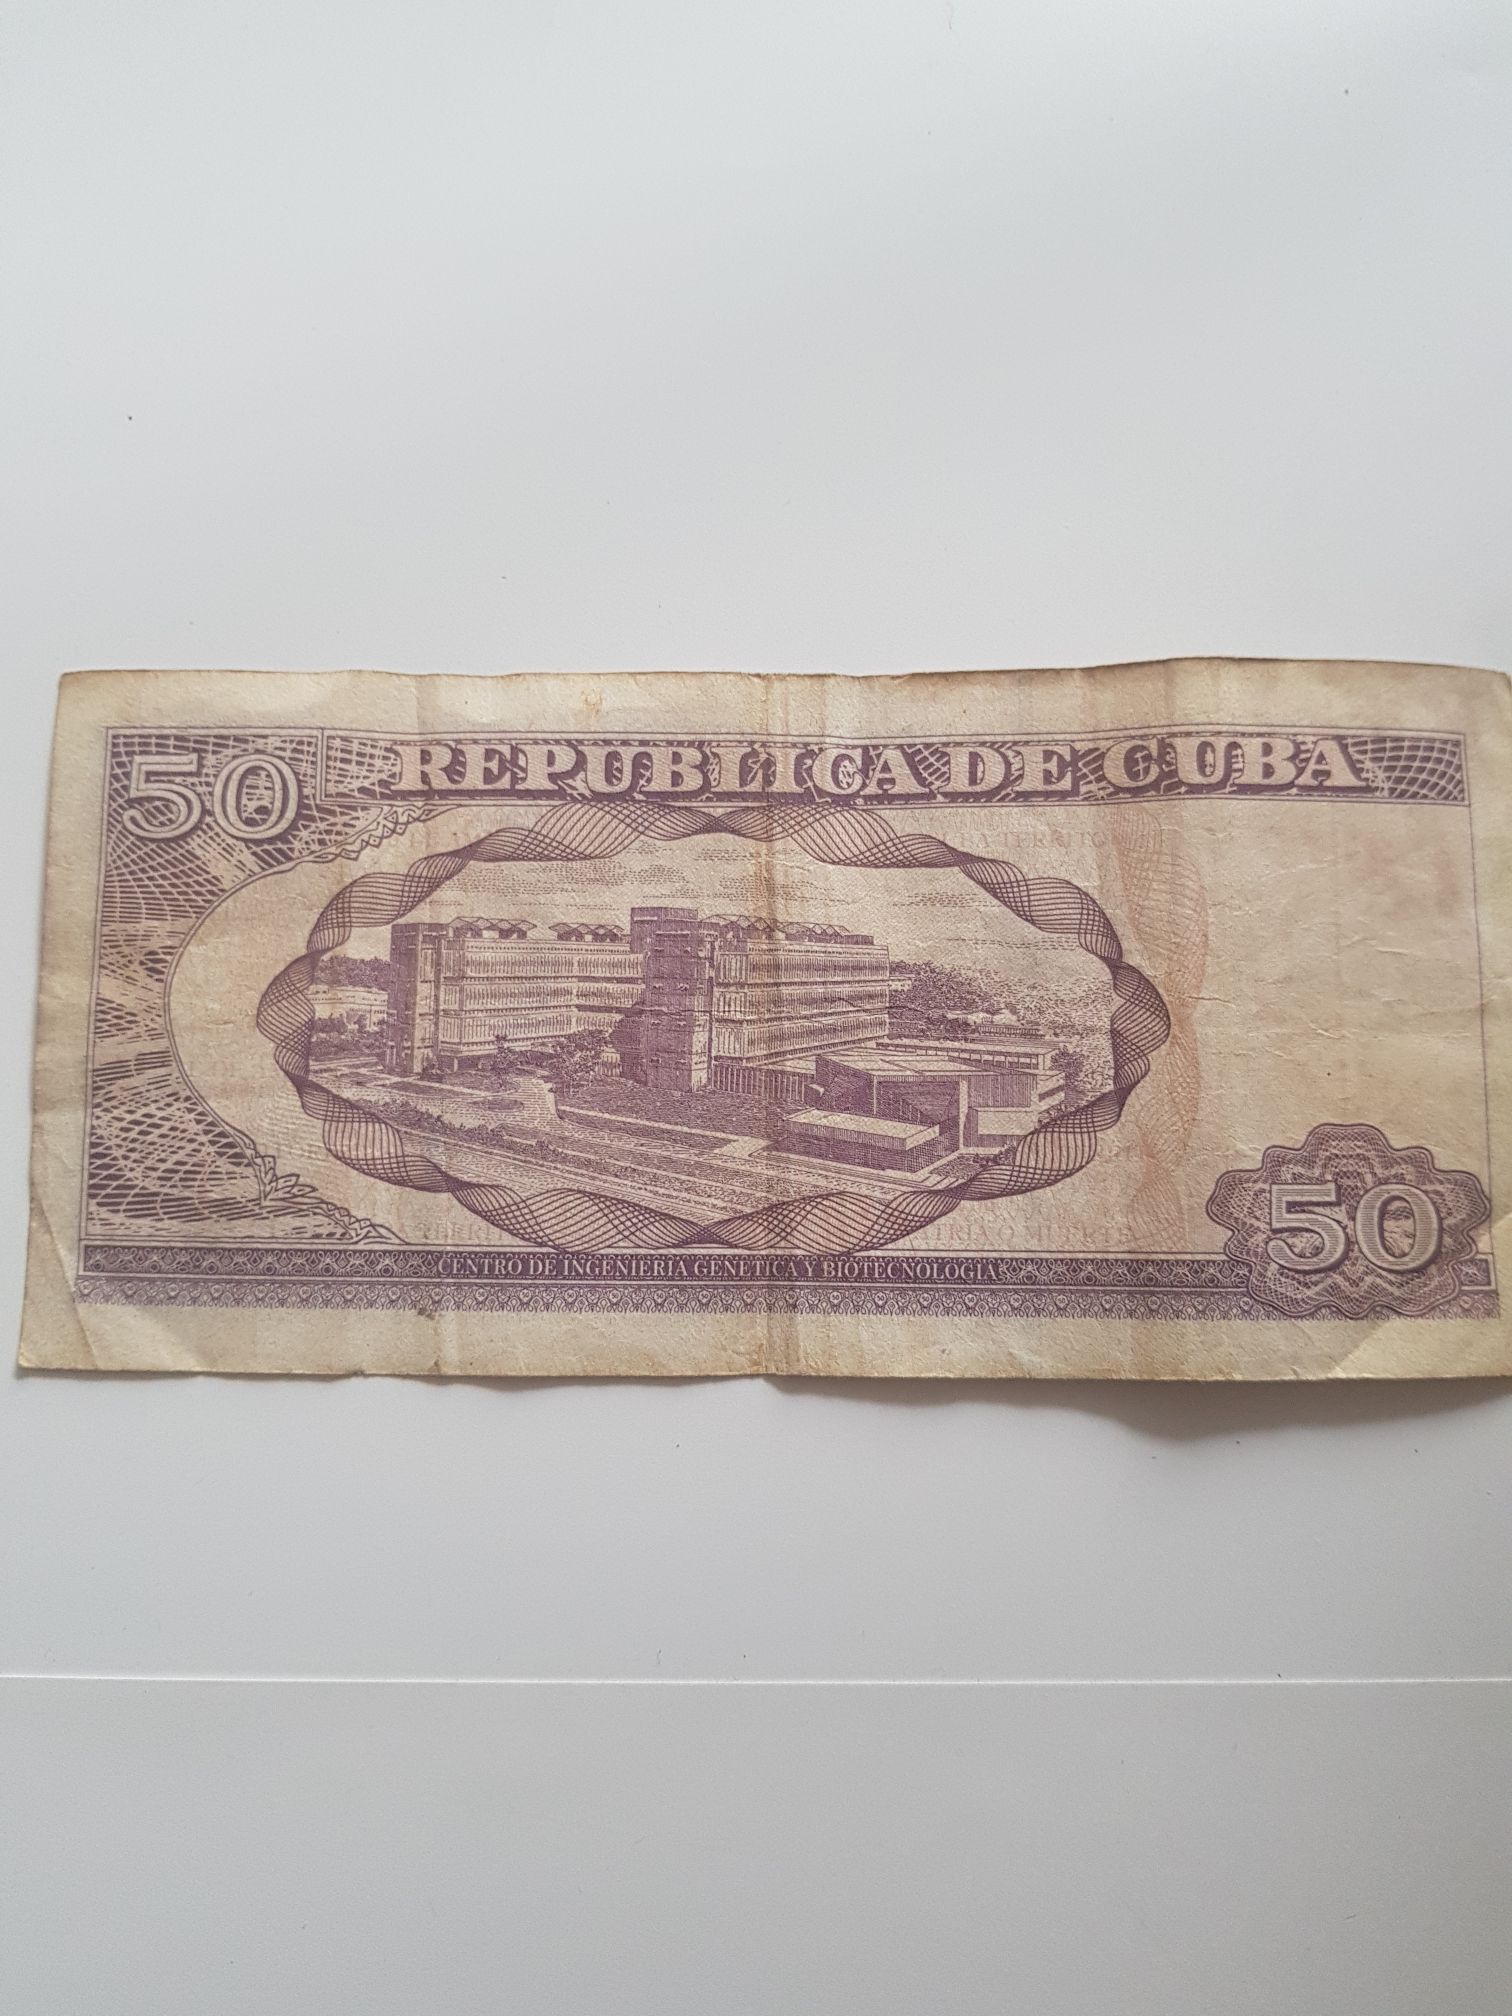 50 REPUBLICA DE CUBA
CENTRO DE INGENIERIA GENETICA Y BIOTECNOLOGIA
50